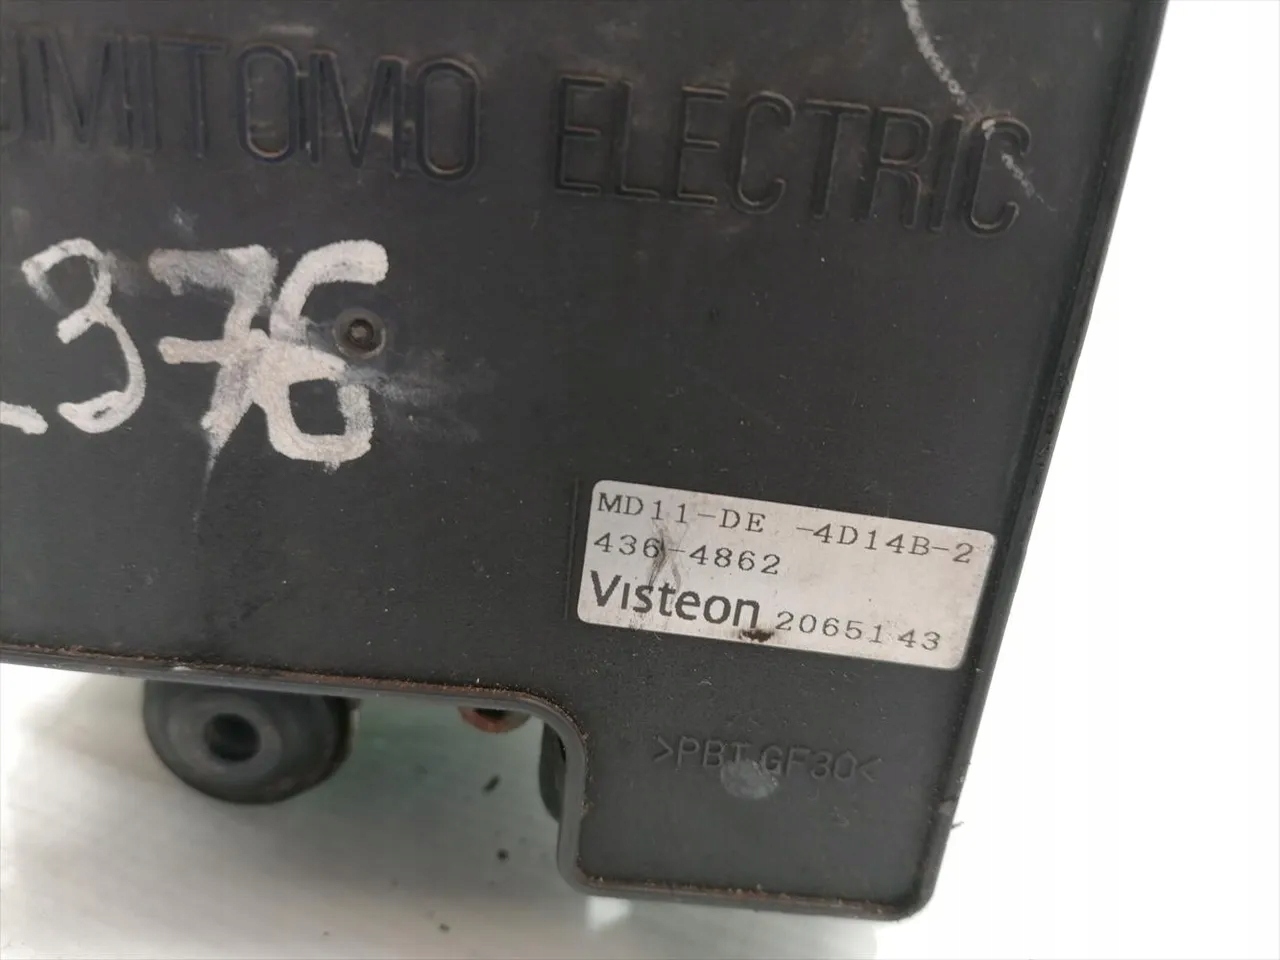 UMITOMO ELECTRIC
376
MD11-DE -4D14B-2
436-4862
Visteon 2065143
>PBT-GF30<